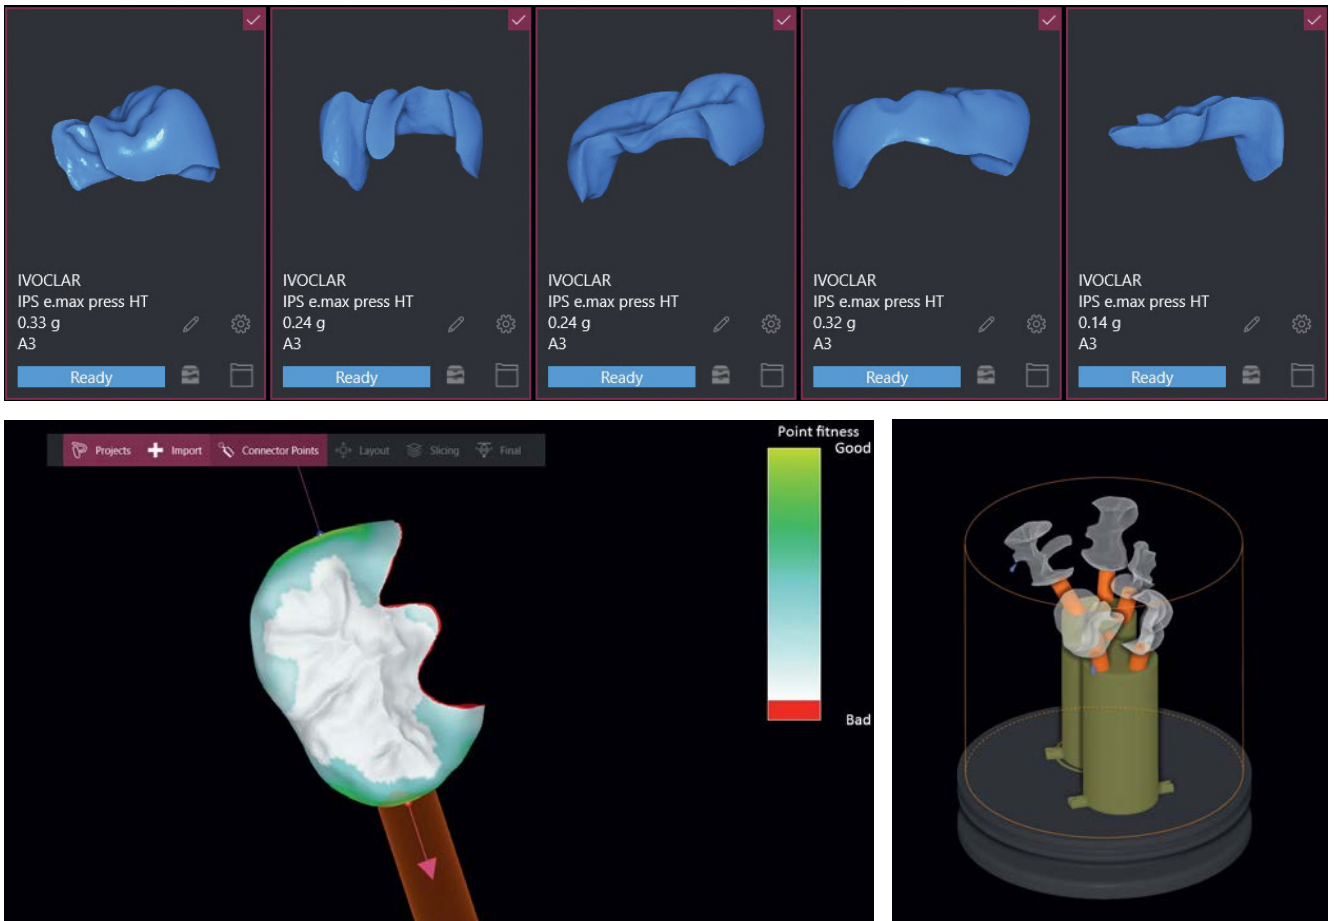 IVOCLAR
IPS e.max press HT
0.33 g
A3
Ready
IVOCLAR
IPS e.max press HT
0.24 g
A3
Ready
IVOCLAR
IPS e.max press HT
0.24 g
A3
Ready
IVOCLAR
IPS e.max press HT
0.32 g
A3
Ready
IVOCLAR
IPS e.max press HT
0.14 g
A3
Ready
Projects Import Connector Points Layout Slicing Final
Point fitness
Good
Bad